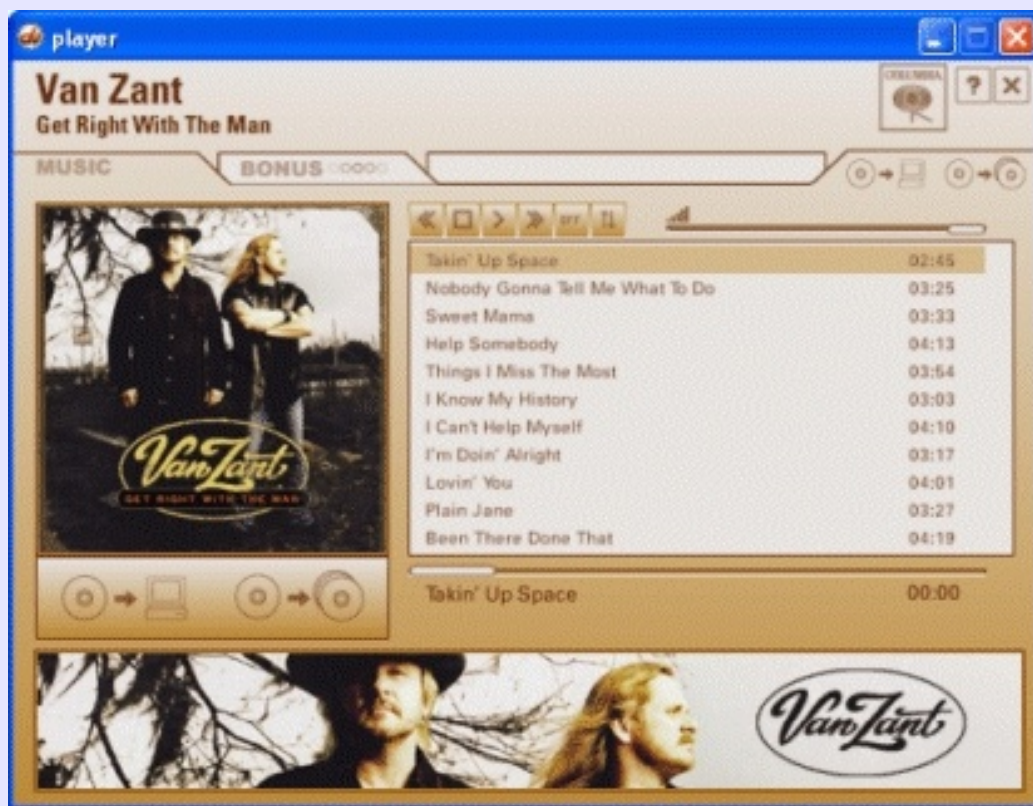 player
Van Zant
Get Right With The Man
COLUMBIA
?
MUSIC
BONUS
OFF
Takin' Up Space 02:45
Nobody Gonna Tell Me What To Do 03:25
Sweet Mama 03:33
Help Somebody 04:13
Things I Miss The Most 03:54
I Know My History 03:03
I Can't Help Myself 04:10
I'm Doin' Alright 03:17
Lovin' You 04:01
Plain Jane 03:27
Been There Done That 04:19
Van Zant
GET RIGHT WITH THE MAN
Takin' Up Space 00:00
Van Zant